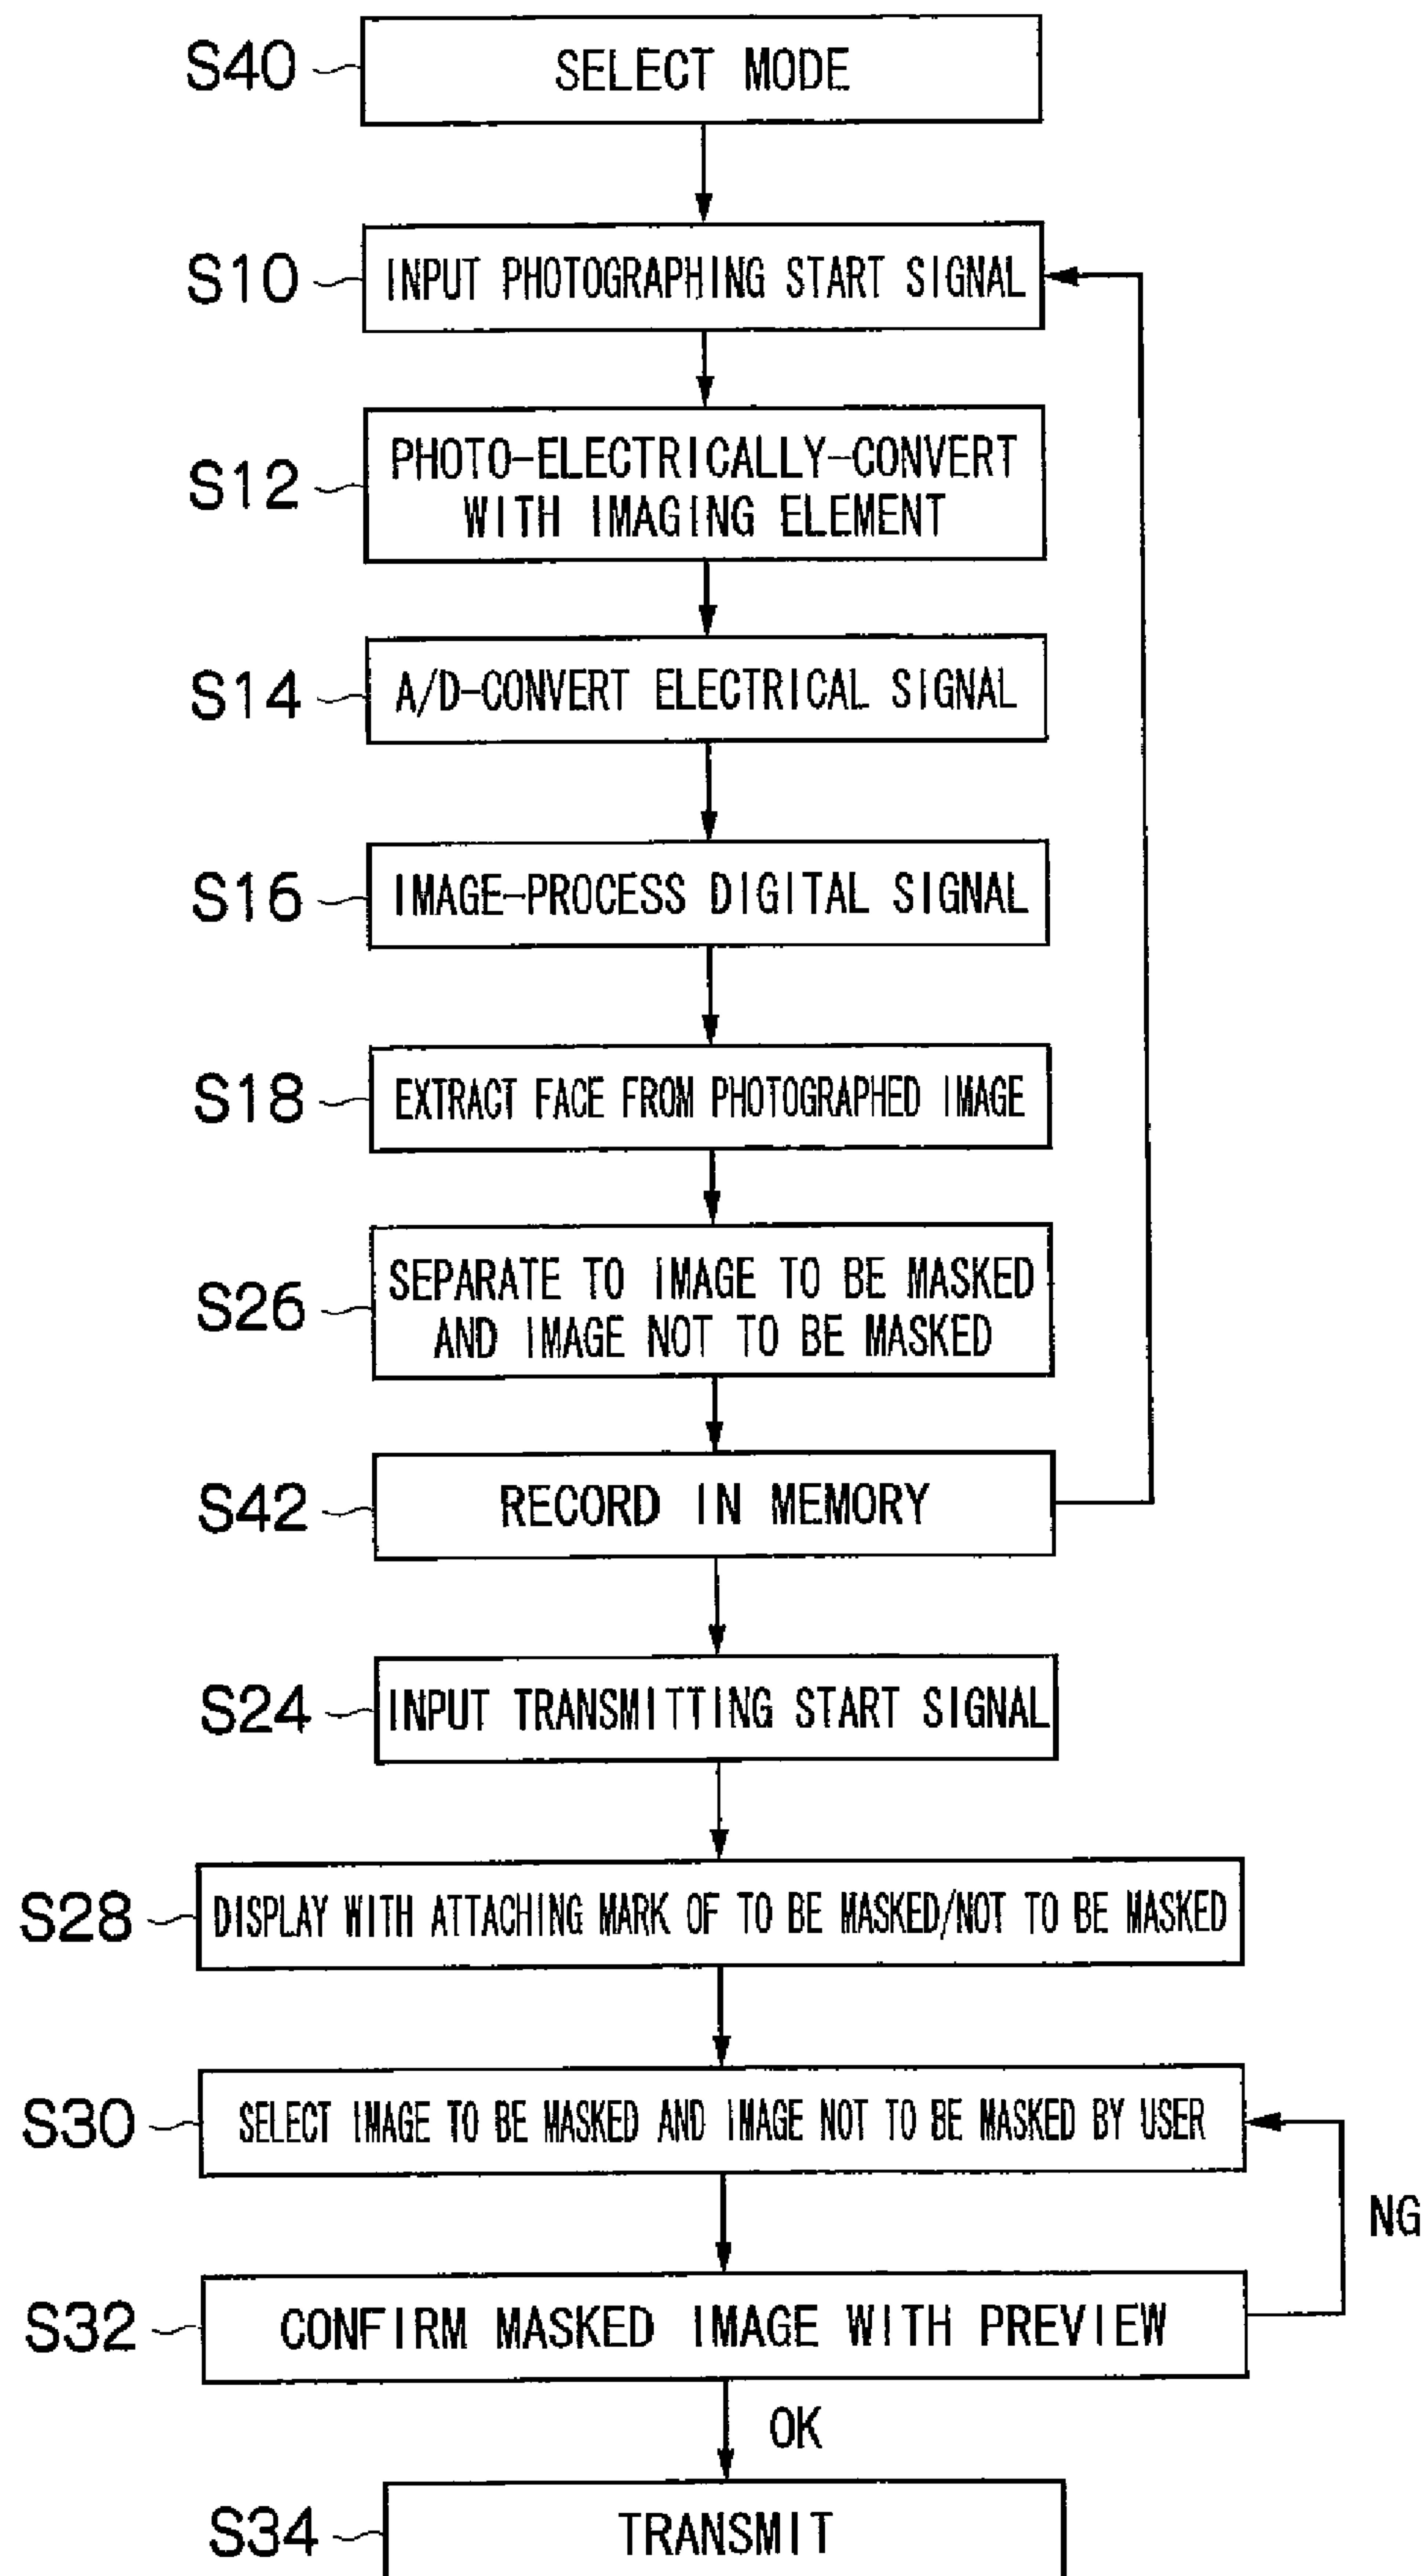 S40 SELECT MODE
S10 INPUT PHOTOGRAPHING START SIGNAL
S12 PHOTO-ELECTRICALLY-CONVERT
WITH IMAGING ELEMENT
S14 A/D-CONVERT ELECTRICAL SIGNAL
S16 IMAGE-PROCESS DIGITAL SIGNAL
S18 EXTRACT FACE FROM PHOTOGRAPHED IMAGE
S26 SEPARATE TO IMAGE TO BE MASKED
AND IMAGE NOT TO BE MASKED
S42 RECORD IN MEMORY
S24 INPUT TRANSMITTING START SIGNAL
S28 DISPLAY WITH ATTACHING MARK OF TO BE MASKED/NOT TO BE MASKED
S30 SELECT IMAGE TO BE MASKED AND IMAGE NOT TO BE MASKED BY USER
NG
S32 CONFIRM MASKED IMAGE WITH PREVIEW
OK
S34 TRANSMIT